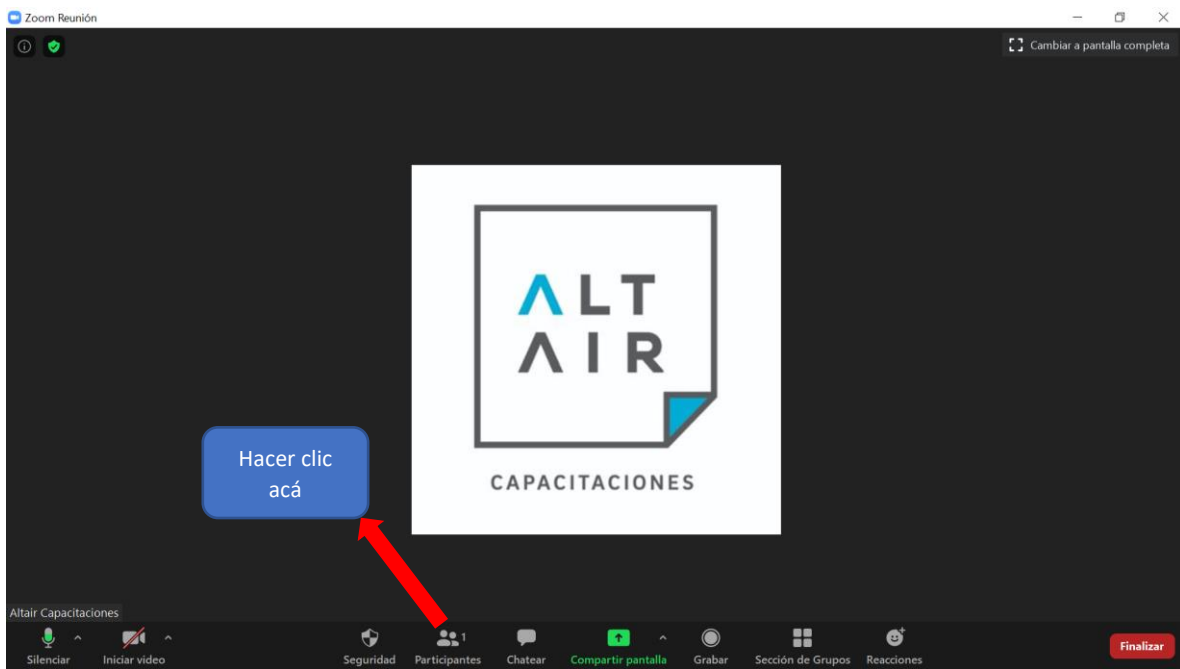 Zoom Reunión
Cambiar a pantalla completa
ALT
AIR
CAPACITACIONES
Hacer clic
acá
Altair Capacitaciones
1
Silenciar Iniciar video Seguridad Participantes Chatear Compartir pantalla Grabar Sección de Grupos Reacciones Finalizar